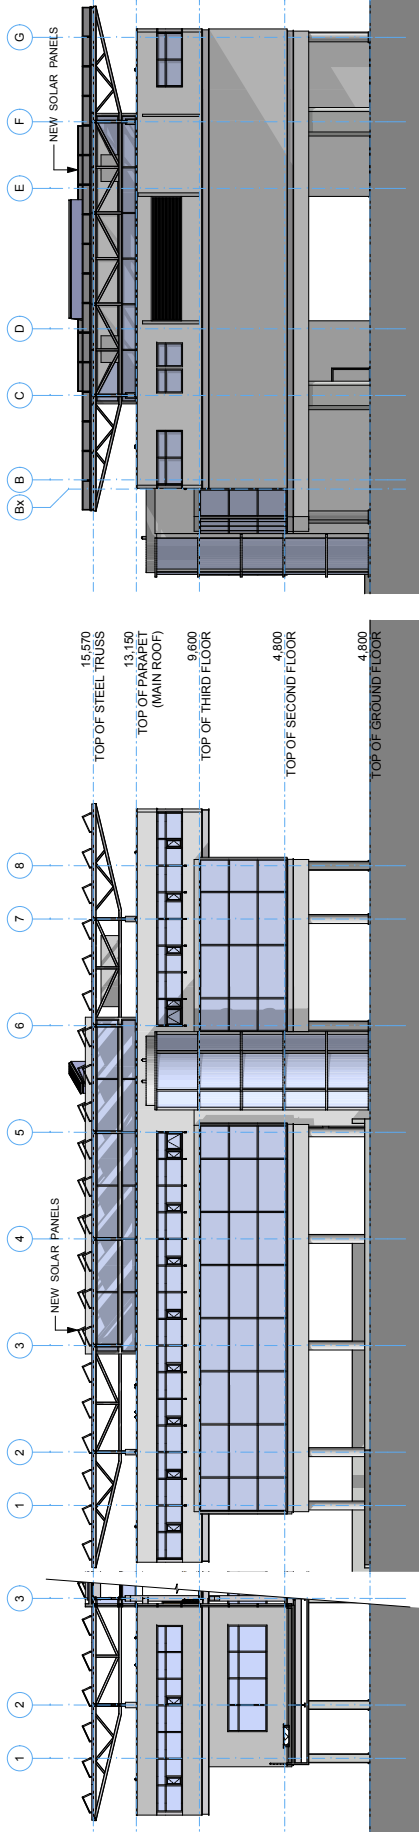 1
2
3
1
2
3
4
5
6
7
8
NEW SOLAR PANELS
15,570
TOP OF STEEL TRUSS
13,150
TOP OF PARAPET
(MAIN ROOF)
9,600
TOP OF THIRD FLOOR
4,800
TOP OF SECOND FLOOR
4,800
TOP OF GROUND FLOOR
Bx
B
C
D
E
F
G
NEW SOLAR PANELS